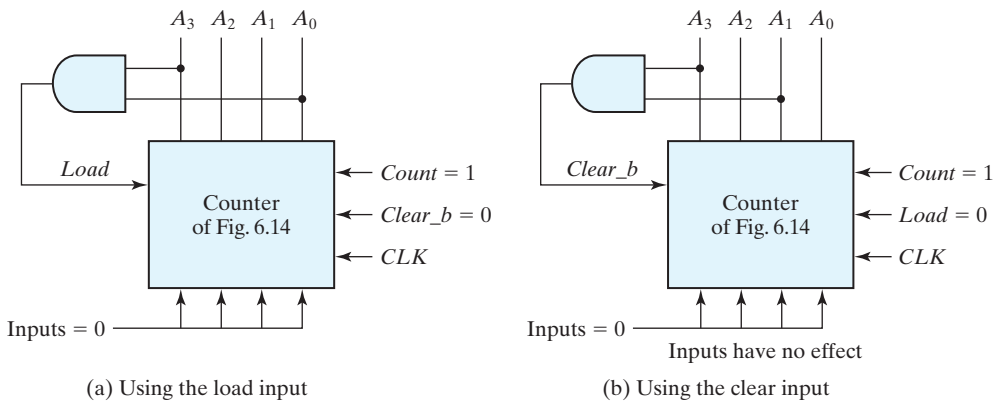 A3 A2 A1 A0
Load
Counter
of Fig. 6.14
Count = 1
Clear_b = 0
CLK
Inputs = 0
(a) Using the load input
A3 A2 A1 A0
Clear_b
Counter
of Fig. 6.14
Count = 1
Load = 0
CLK
Inputs = 0
Inputs have no effect
(b) Using the clear input